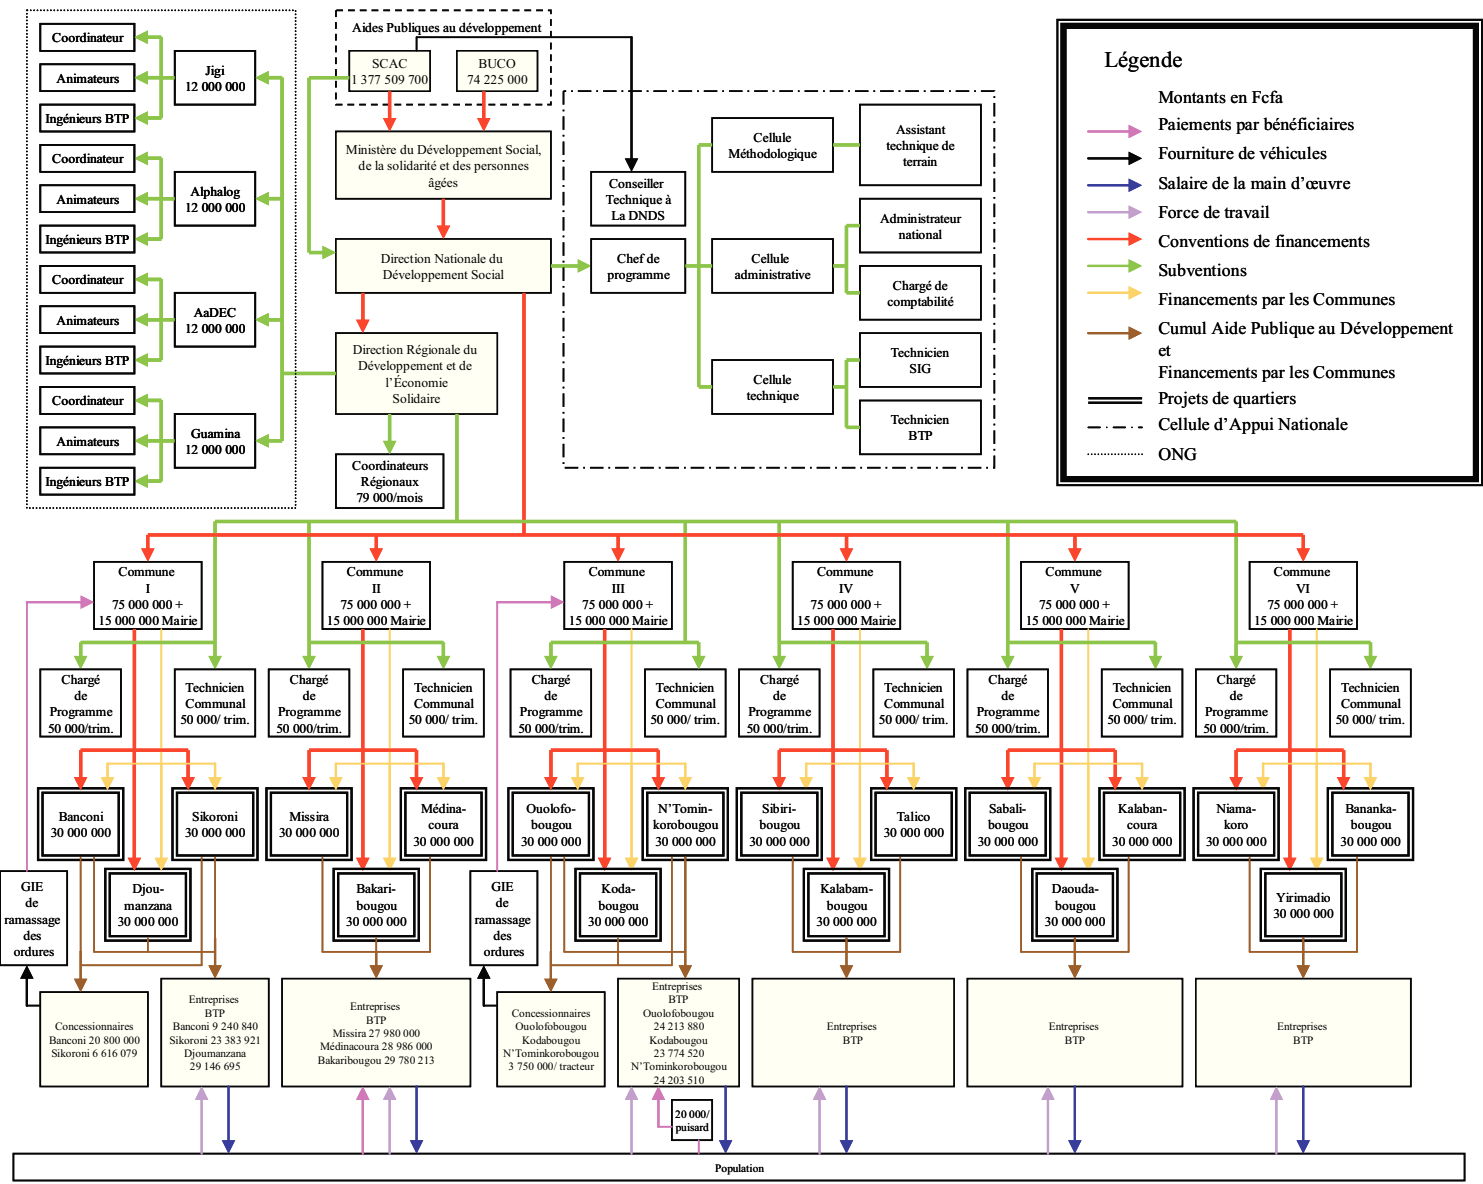 Aides Publiques au développement
SCAC
1 377 509 700
BUCO
74 225 000
Coordinateur
Animateurs
Ingénieurs BTP
Jigi
12 000 000
Coordinateur
Animateurs
Ingénieurs BTP
Alphalog
12 000 000
Coordinateur
Animateurs
Ingénieurs BTP
AaDEC
12 000 000
Coordinateur
Animateurs
Ingénieurs BTP
Guamina
12 000 000
Ministère du Développement Social,
de la solidarité et des personnes
âgées
Direction Nationale du
Développement Social
Direction Régionale du
Développement et de
l'Économie
Solidaire
Coordinateurs
Régionaux
79 000/mois
Conseiller
Technique à
La DNDS
Chef de
programme
Cellule
Méthodologique
Cellule
administrative
Cellule
technique
Assistant
technique de
terrain
Administrateur
national
Chargé de
comptabilité
Technicien
SIG
Technicien
BTP
Légende
Montants en Fcfa
Paiements par bénéficiaires
Fourniture de véhicules
Salaire de la main d'œuvre
Force de travail
Conventions de financements
Subventions
Financements par les Communes
Cumul Aide Publique au Développement
et
Financements par les Communes
Projets de quartiers
Cellule d'Appui Nationale
ONG
Commune
I
75 000 000 +
15 000 000 Mairie
Commune
II
75 000 000 +
15 000 000 Mairie
Commune
III
75 000 000 +
15 000 000 Mairie
Commune
IV
75 000 000 +
15 000 000 Mairie
Commune
V
75 000 000 +
15 000 000 Mairie
Commune
VI
75 000 000 +
15 000 000 Mairie
Chargé
de
Programme
50 000/trim.
Technicien
Communal
50 000/ trim.
Chargé
de
Programme
50 000/trim.
Technicien
Communal
50 000/ trim.
Chargé
de
Programme
50 000/trim.
Technicien
Communal
50 000/ trim.
Chargé
de
Programme
50 000/trim.
Technicien
Communal
50 000/ trim.
Chargé
de
Programme
50 000/trim.
Technicien
Communal
50 000/ trim.
Chargé
de
Programme
50 000/trim.
Technicien
Communal
50 000/ trim.
Banconi
30 000 000
Sikoroni
30 000 000
Missira
30 000 000
Médina-
coura
30 000 000
Ouolofo-
bougou
30 000 000
N'Tomin-
korobougou
30 000 000
Sibiri-
bougou
30 000 000
Talico
30 000 000
Sabali-
bougou
30 000 000
Kalaban-
coura
30 000 000
Niama-
koro
30 000 000
Bananka-
bougou
30 000 000
GIE
de
ramassage
des
ordures
Djou-
manzana
30 000 000
Bakari-
bougou
30 000 000
GIE
de
ramassage
des
ordures
Koda-
bougou
30 000 000
Kalabam-
bougou
30 000 000
Daouda-
bougou
30 000 000
Yirimadio
30 000 000
Concessionnaires
Banconi 20 800 000
Sikoroni 6 616 079
Entreprises
BTP
Banconi 9 240 840
Sikoroni 23 383 921
Djoumanzana
29 146 695
Entreprises
BTP
Missira 27 980 000
Médinacoura 28 986 000
Bakaribougou 29 780 213
Concessionnaires
Ouolofobougou
Kodabougou
N'Tominkorobougou
3 750 000/ tracteur
Entreprises
BTP
Ouolofobougou
24 213 880
Kodabougou
23 774 520
N'Tominkorobougou
24 203 510
Entreprises
BTP
Entreprises
BTP
Entreprises
BTP
20 000/
puisard
Population